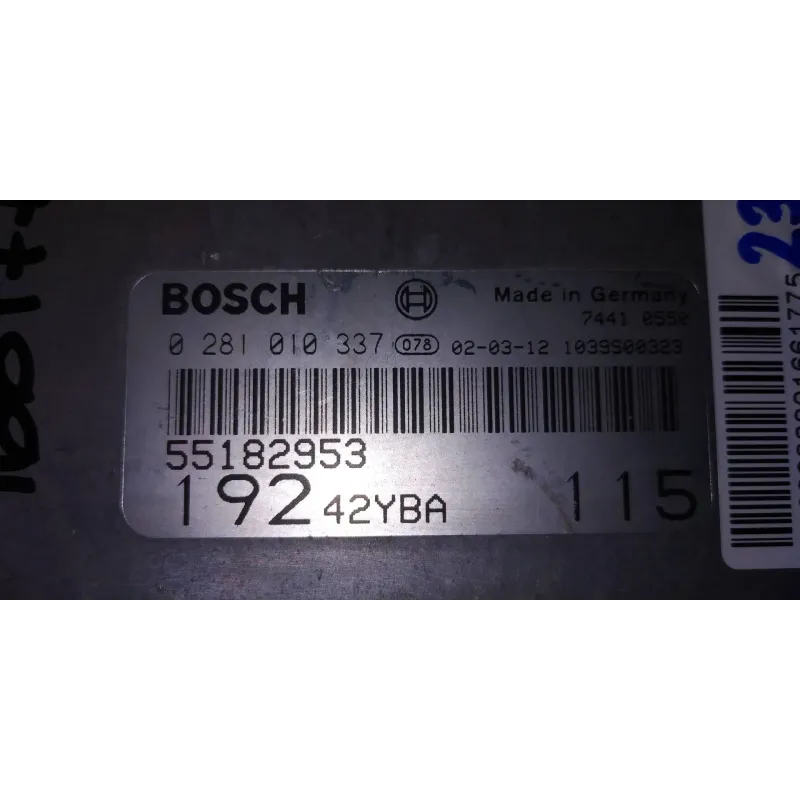 BOSCH Made in Germany
7441 0550
0 281 010 337 078 02-03-12 1039S00323
55182953
192 42YBA 115
23